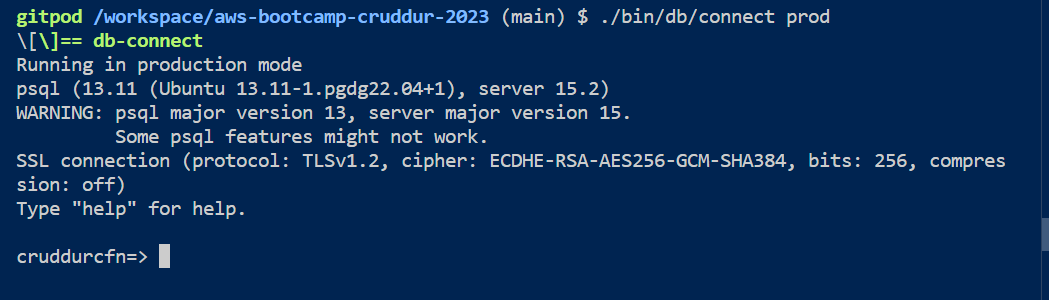 gitpod /workspace/aws-bootcamp-cruddur-2023 (main) $ ./bin/db/connect prod
\[\]== db-connect
Running in production mode
psql (13.11 (Ubuntu 13.11-1.pgdg22.04+1), server 15.2)
WARNING: psql major version 13, server major version 15.
         Some psql features might not work.
SSL connection (protocol: TLSv1.2, cipher: ECDHE-RSA-AES256-GCM-SHA384, bits: 256, compres
sion: off)
Type "help" for help.

cruddurcfn=>